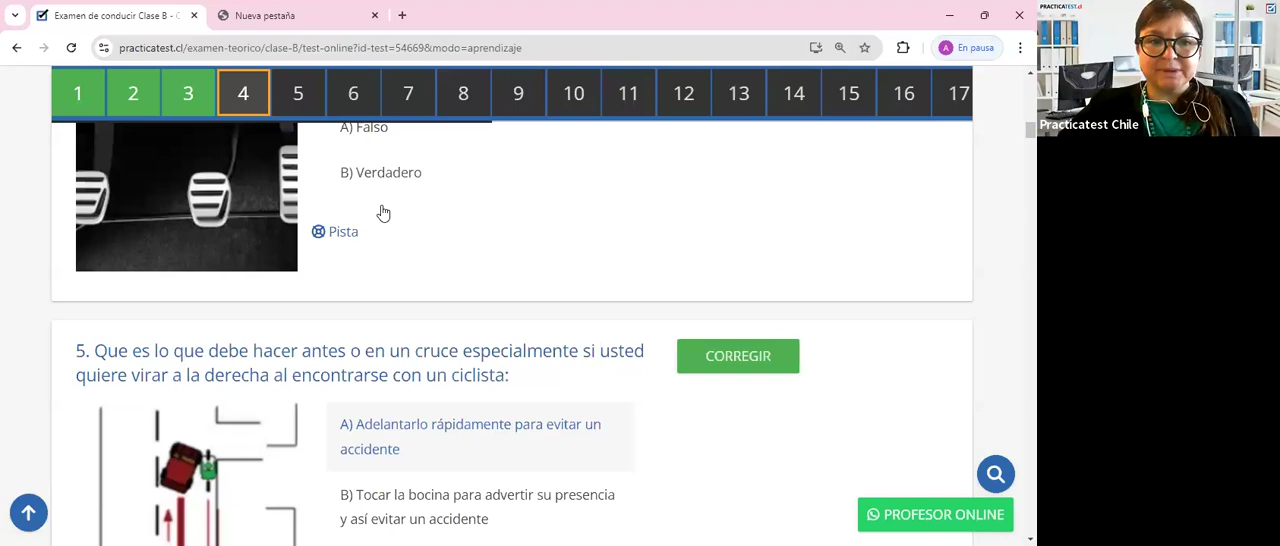 Examen de conducir Clase B - C
Nueva pestaña
practicatest.cl/examen-teorico/clase-B/test-online?id-test=54669&modo=aprendizaje
A
En pausa
PRACTICATEST.cl
1 2 3 4 5 6 7 8 9 10 11 12 13 14 15 16 17
Practicatest Chile
A) Falso
B) Verdadero
Pista
5. Que es lo que debe hacer antes o en un cruce especialmente si usted
quiere virar a la derecha al encontrarse con un ciclista:
CORREGIR
A) Adelantarlo rápidamente para evitar un
accidente
B) Tocar la bocina para advertir su presencia
y así evitar un accidente
PROFESOR ONLINE